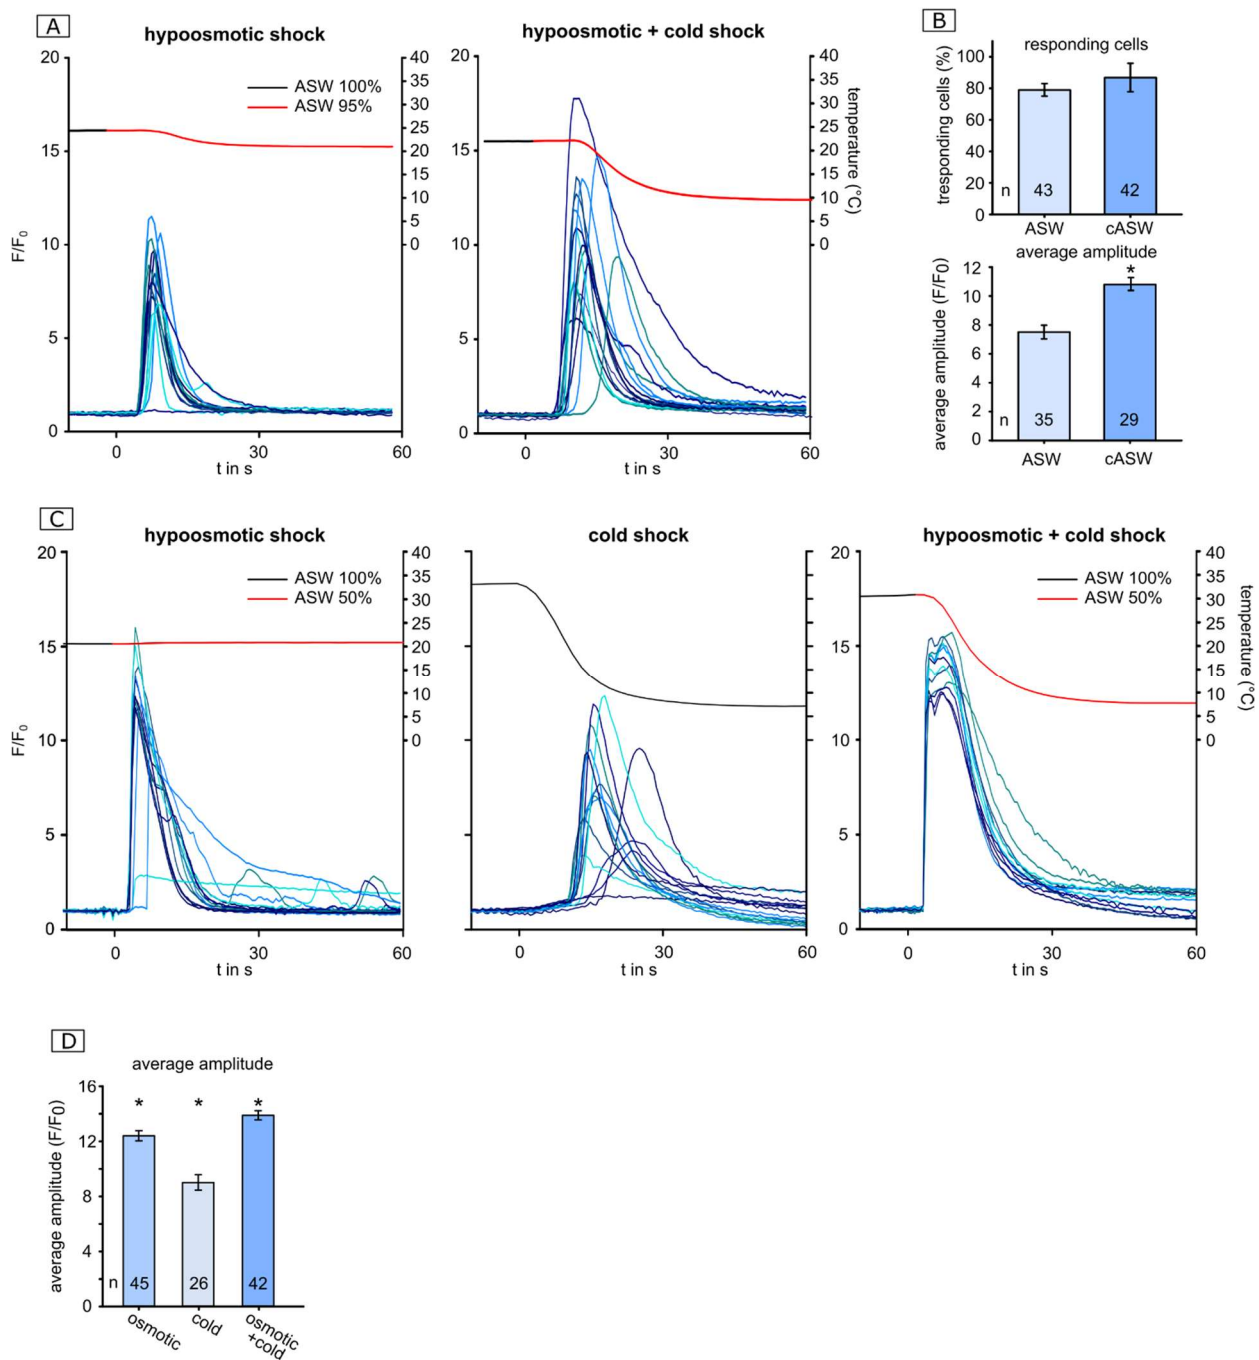 A
hypoosmotic shock
hypoosmotic + cold shock
ASW 100%
ASW 95%
F/F0
20
15
10
5
0
40
35
30
25
20
15
10
5
0
0
30
60
t in s
20
15
10
5
0
40
35
30
25
20
15
10
5
0
temperature (°C)
0
30
60
t in s
B
responding cells
tresponding cells (%)
100
80
60
40
20
0
n
43
42
ASW
cASW
average amplitude
average amplitude (F/F0)
12
10
8
6
4
2
0
*
n
35
29
ASW
cASW
C
hypoosmotic shock
cold shock
hypoosmotic + cold shock
ASW 100%
ASW 50%
F/F0
20
15
10
5
0
40
35
30
25
20
15
10
5
0
0
30
60
t in s
0
30
60
t in s
ASW 100%
ASW 50%
20
15
10
5
0
40
35
30
25
20
15
10
5
0
temperature (°C)
0
30
60
t in s
D
average amplitude
average amplitude (F/F0)
16
12
8
4
0
* * *
n
45
26
42
osmotic
cold
osmotic
+cold